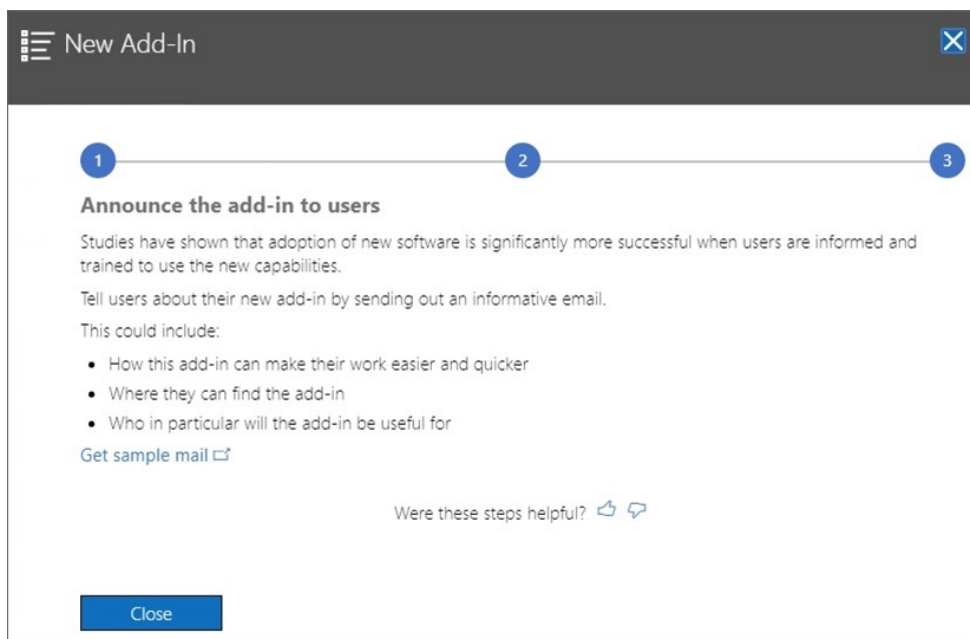 New Add-In
1 2 3
Announce the add-in to users
Studies have shown that adoption of new software is significantly more successful when users are informed and
trained to use the new capabilities.
Tell users about their new add-in by sending out an informative email.
This could include:
• How this add-in can make their work easier and quicker
• Where they can find the add-in
• Who in particular will the add-in be useful for
Get sample mail
Were these steps helpful?
Close